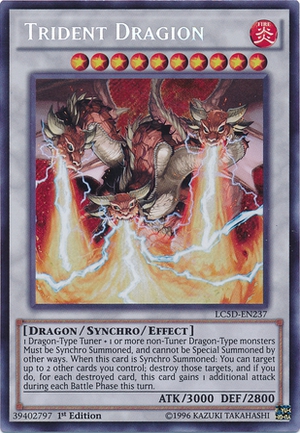 TRIDENT DRAGION
FIRE
炎
LC5D-EN237
[DRAGON/SYNCHRO/EFFECT]
1 Dragon-Type Tuner + 1 or more non-Tuner Dragon-Type monsters
Must be Synchro Summoned, and cannot be Special Summoned by
other ways. When this card is Synchro Summoned: You can target
up to 2 other cards you control; destroy those targets, and if you
do, for each destroyed card, this card gains 1 additional attack
during each Battle Phase this turn.
ATK/3000 DEF/2800
39402797 1st Edition ©1996 KAZUKI TAKAHASHI